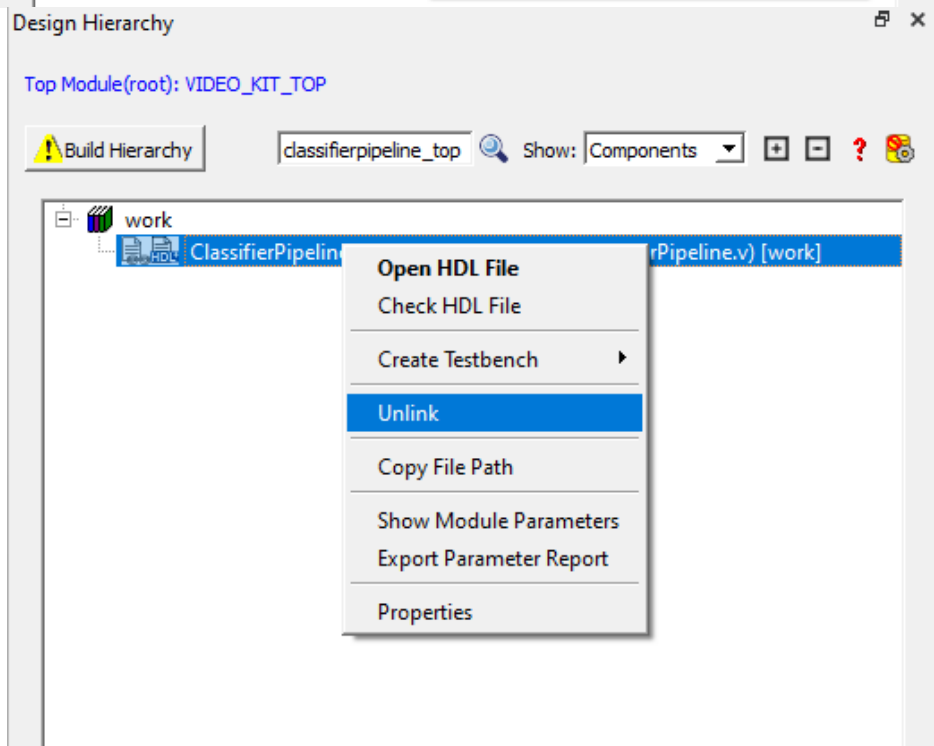 Design Hierarchy
Top Module(root): VIDEO_KIT_TOP
Build Hierarchy classifierpipeline_top Show: Components
work
ClassifierPipelin rPipeline.v) [work]
Open HDL File
Check HDL File
Create Testbench
Unlink
Copy File Path
Show Module Parameters
Export Parameter Report
Properties